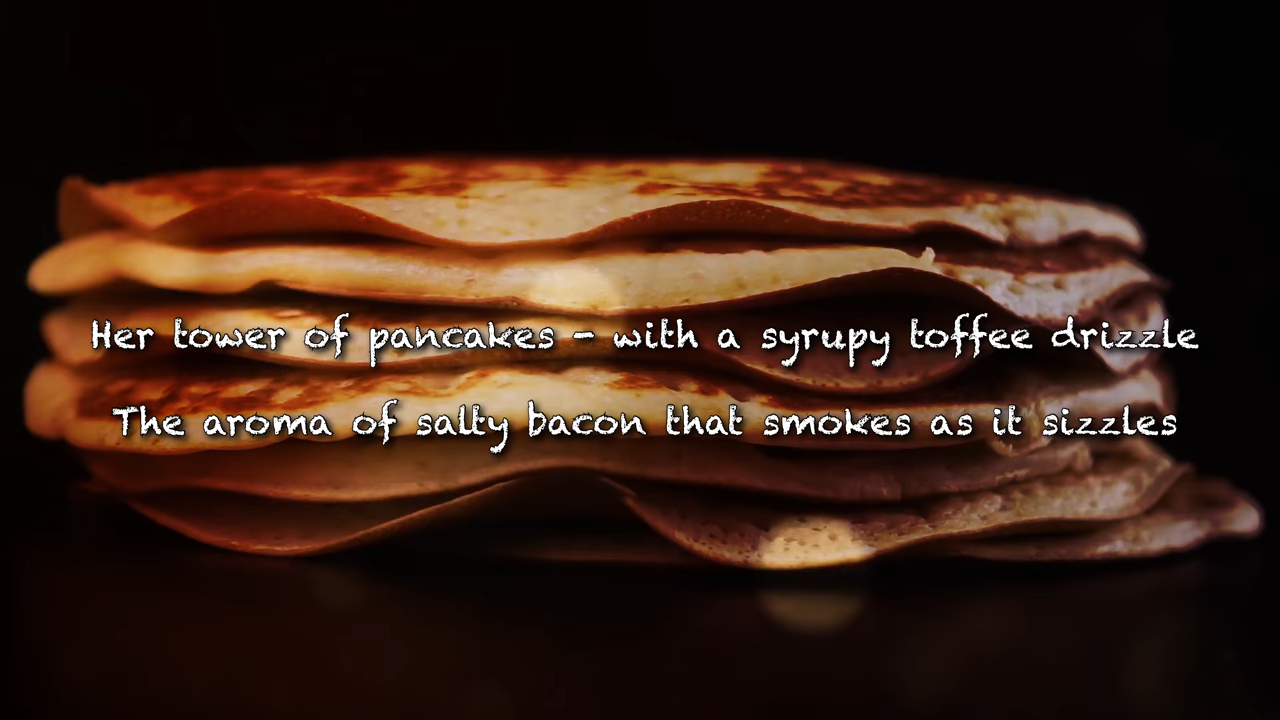 Her tower of pancakes - with a syrupy toffee drizzle
The aroma of salty bacon that smokes as it sizzles